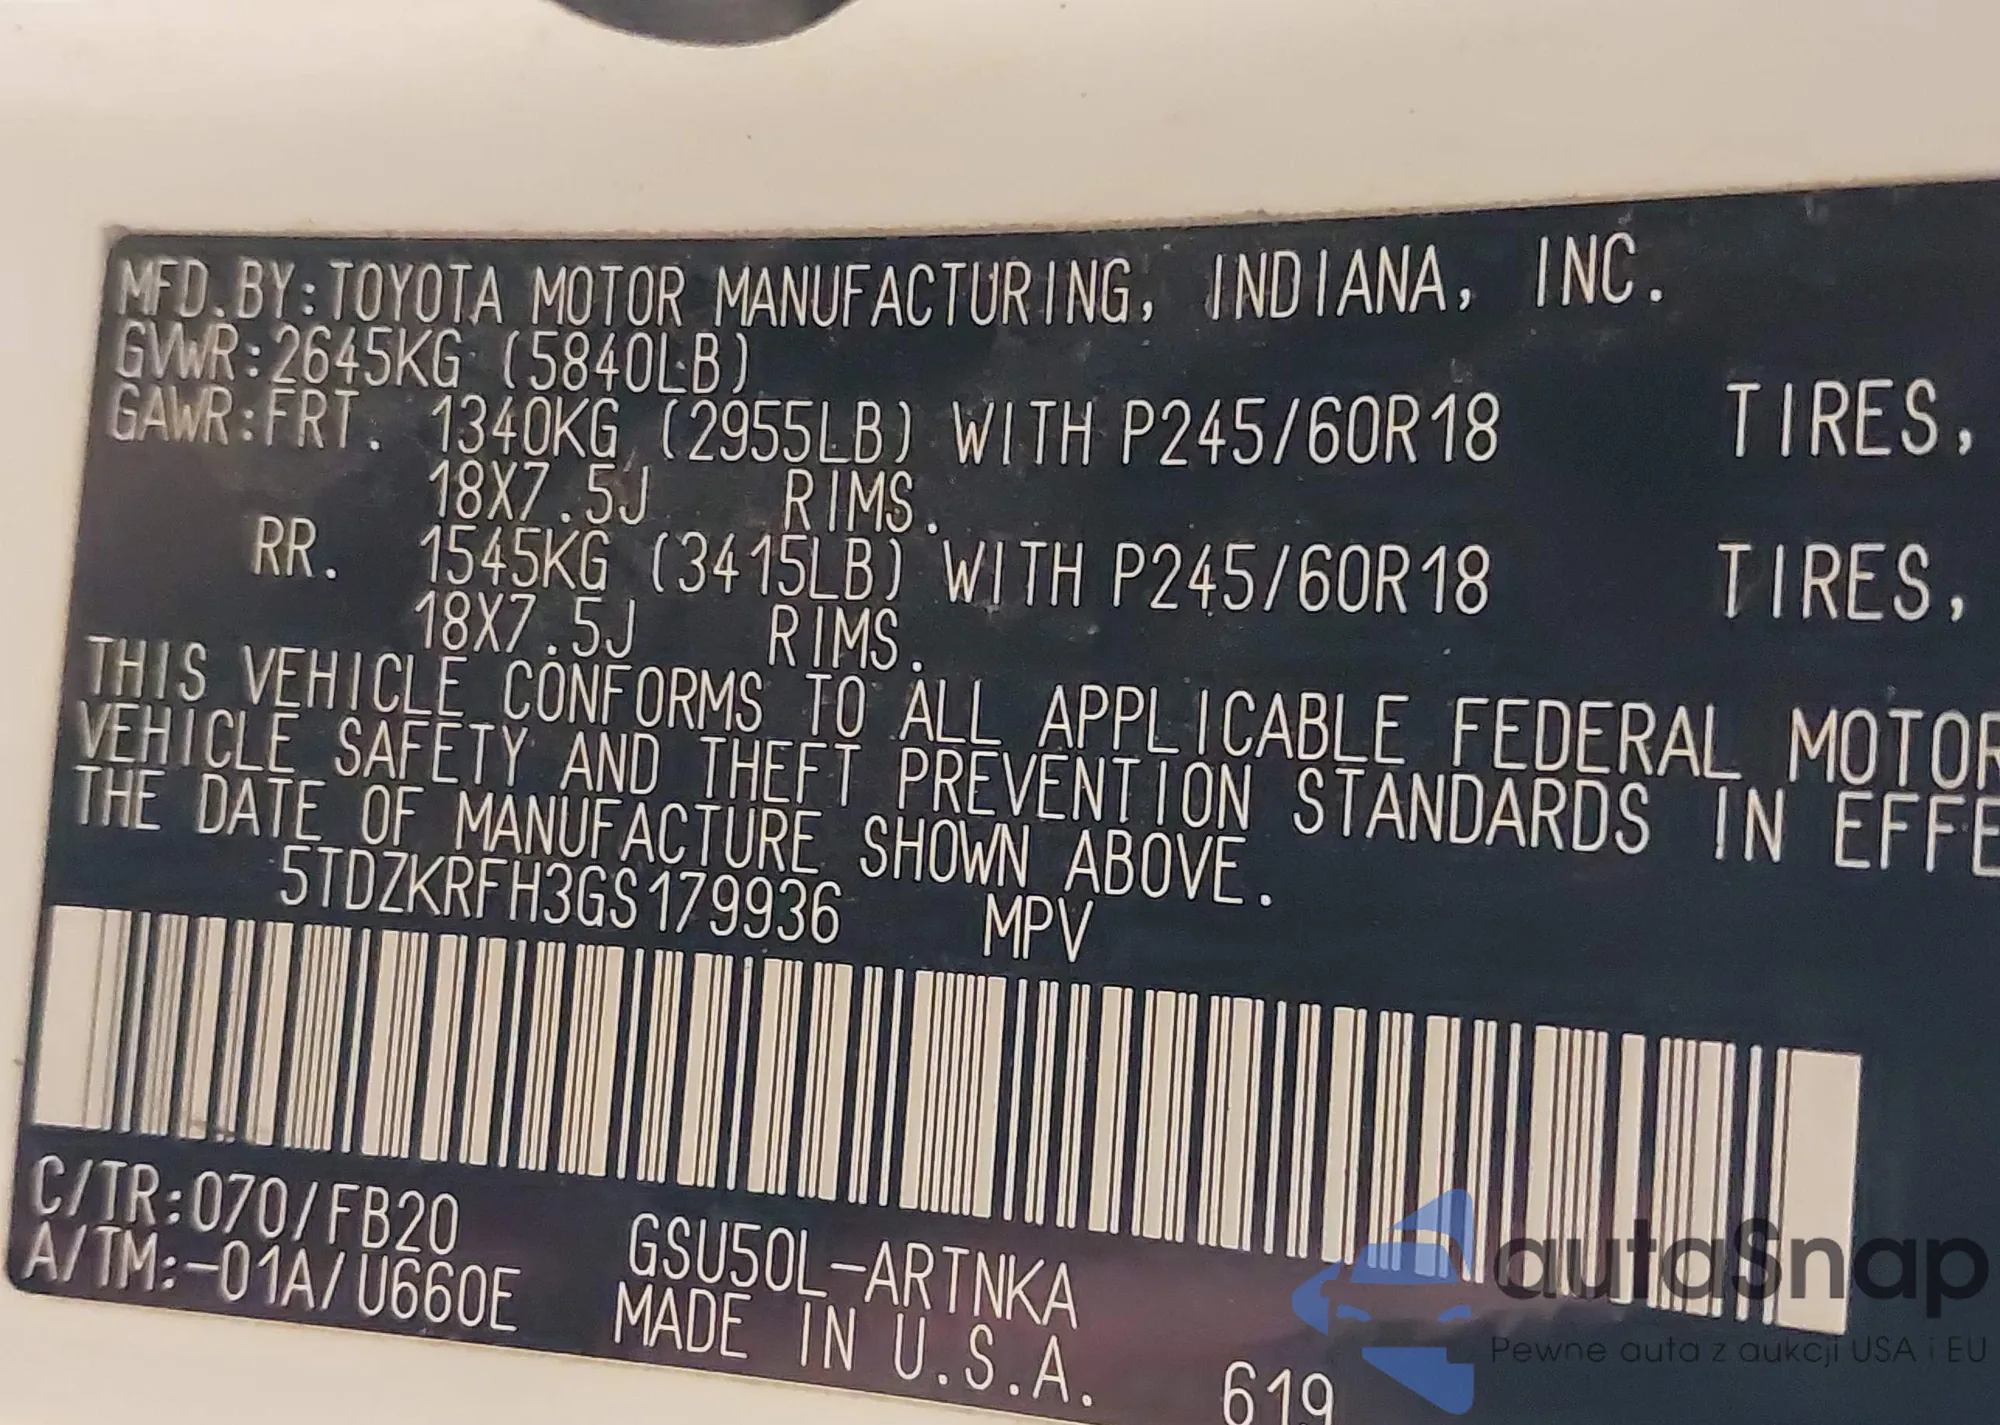 MFD.BY:TOYOTA MOTOR MANUFACTURING, INDIANA, INC.
GVWR:2645KG (5840LB)
GAWR:FRT. 1340KG (2955LB) WITH P245/60R18 TIRES,
18X7.5J RIMS.
RR. 1545KG (3415LB) WITH P245/60R18 TIRES,
18X7.5J RIMS.
THIS VEHICLE CONFORMS TO ALL APPLICABLE FEDERAL MOTOR
VEHICLE SAFETY AND THEFT PREVENTION STANDARDS IN EFFE
THE DATE OF MANUFACTURE SHOWN ABOVE.
5TDZKRFH3GS179936 MPV
C/TR:070/FB20 GSU50L-ARTNKA
A/TM:-01A/U660E MADE IN U.S.A.
619
autaSnap
Pewne auta z aukcji USA i EU